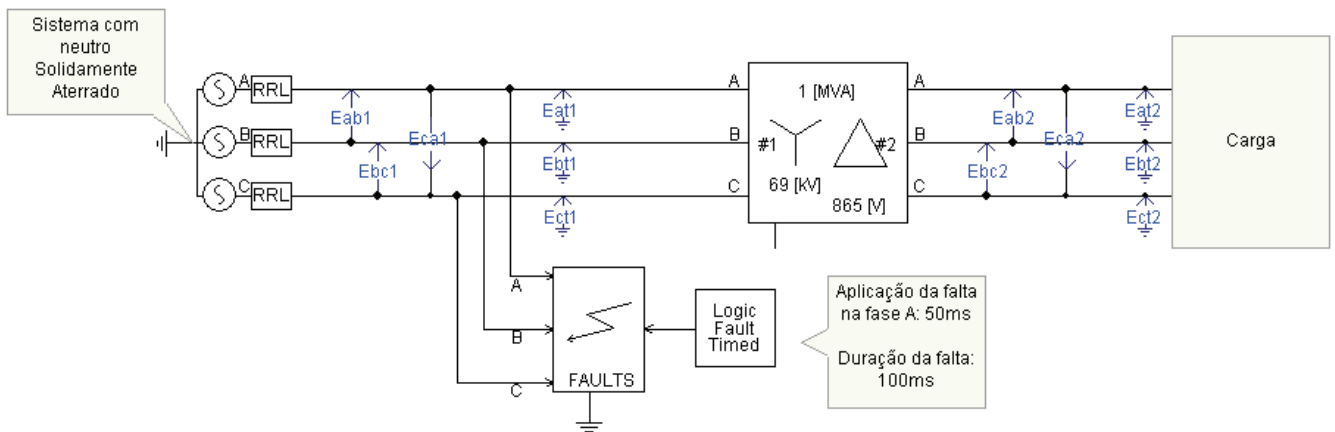 Sistema com
neutro
Solidamente
Aterrado
A
RRL
B
RRL
C
RRL
Eab1
Eca1
Ebc1
Eat1
Ebt1
Ect1
A
B
C
1 [MVA]
#1
#2
69 [kV]
865 [V]
A
B
C
Eab2
Eca2
Ebc2
Eat2
Ebt2
Ect2
Carga
A
B
C
FAULTS
Logic
Fault
Timed
Aplicação da falta
na fase A: 50ms
Duração da falta:
100ms